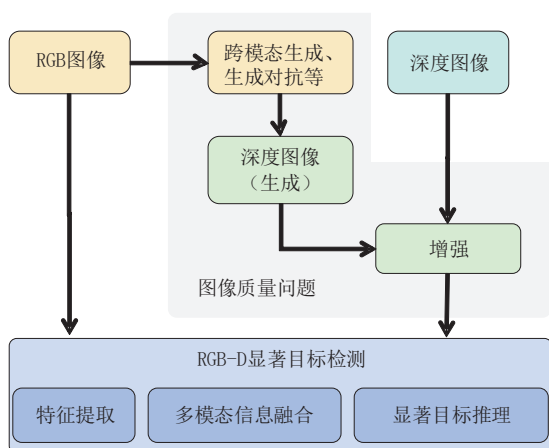 RGB图像
跨模态生成、
生成对抗等
深度图像
深度图像
（生成）
增强
图像质量问题
RGB-D显著目标检测
特征提取
多模态信息融合
显著目标推理